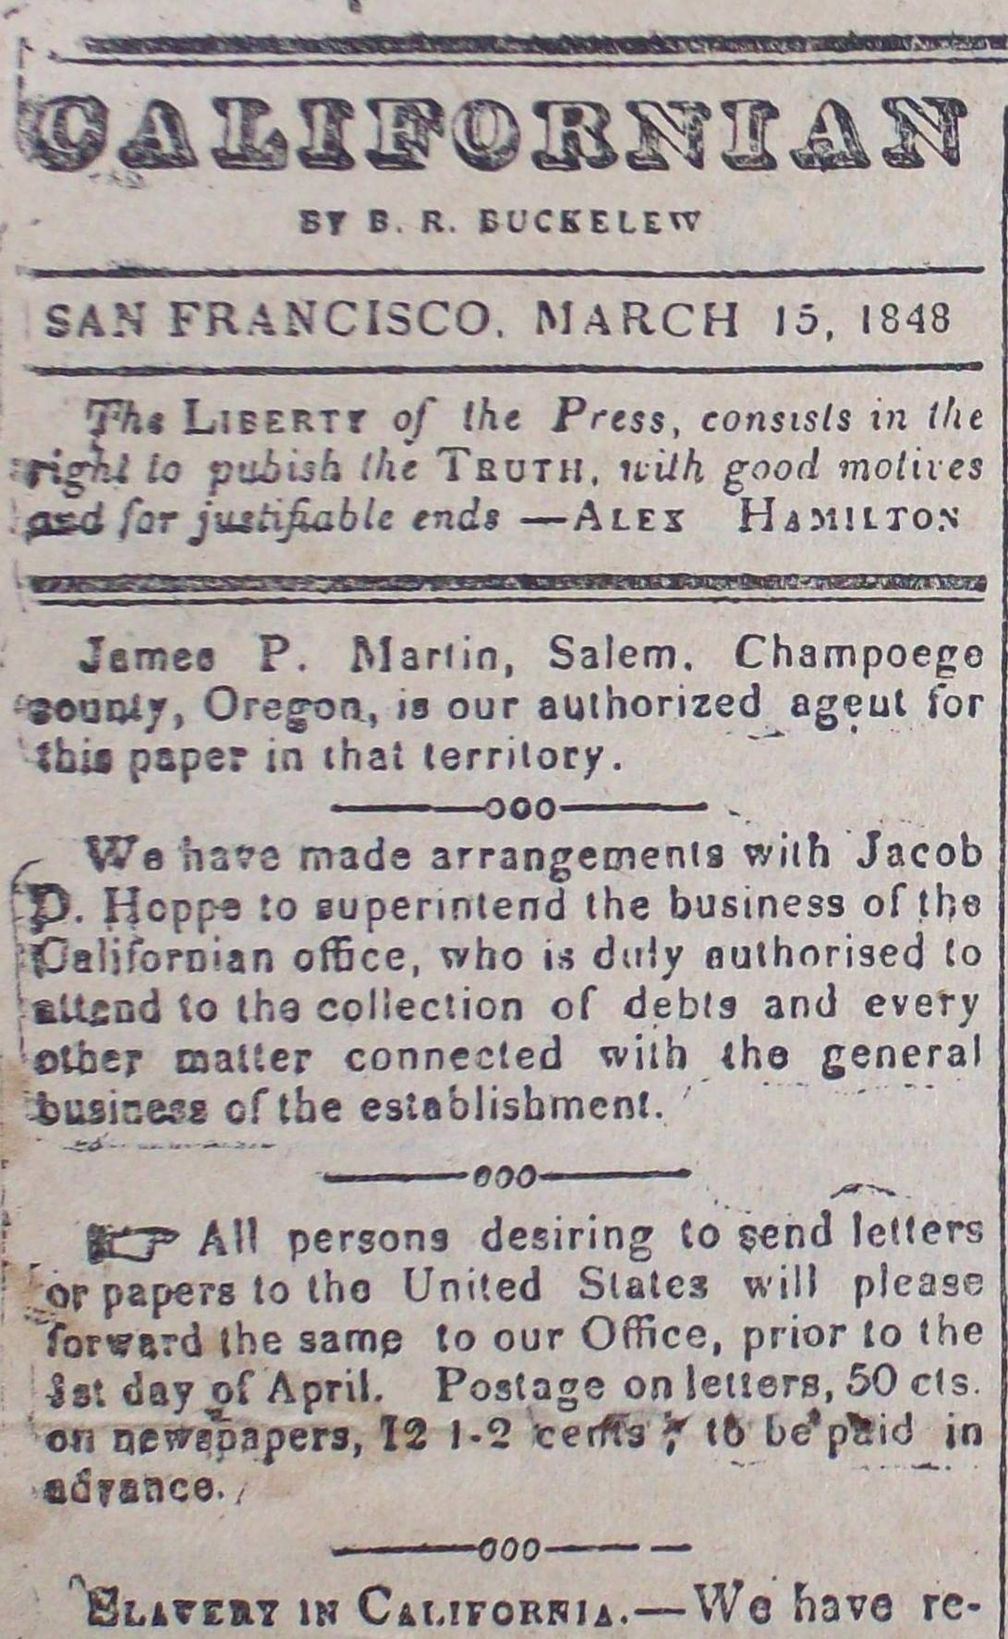 CALIFORNIAN
BY B. R. BUCKELEW
SAN FRANCISCO, MARCH 15, 1848
The LIBERTY of the Press, consists in the
right to pubish the TRUTH, with good motives
and for justifiable ends —ALEX HAMILTON
James P. Martin, Salem, Champoege
county, Oregon, is our authorized agent for
this paper in that territory.
———ooo———
We have made arrangements with Jacob
D. Hoppe to superintend the business of the
Californian office, who is duly authorised to
attend to the collection of debts and every
other matter connected with the general
business of the establishment.
———ooo———
☞ All persons desiring to send letters
or papers to the United States will please
forward the same to our Office, prior to the
1st day of April. Postage on letters, 50 cts.
on newspapers, 12 1-2 cents; to be paid in
advance.
———ooo———
SLAVERY IN CALIFORNIA.—We have re-